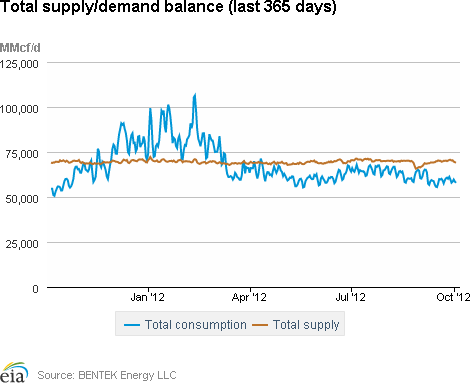 Total supply/demand balance (last 365 days)
MMcf/d
125,000
100,000
75,000
50,000
25,000
0
Jan '12 Apr '12 Jul '12 Oct '12
Total consumption Total supply
eia Source: BENTEK Energy LLC